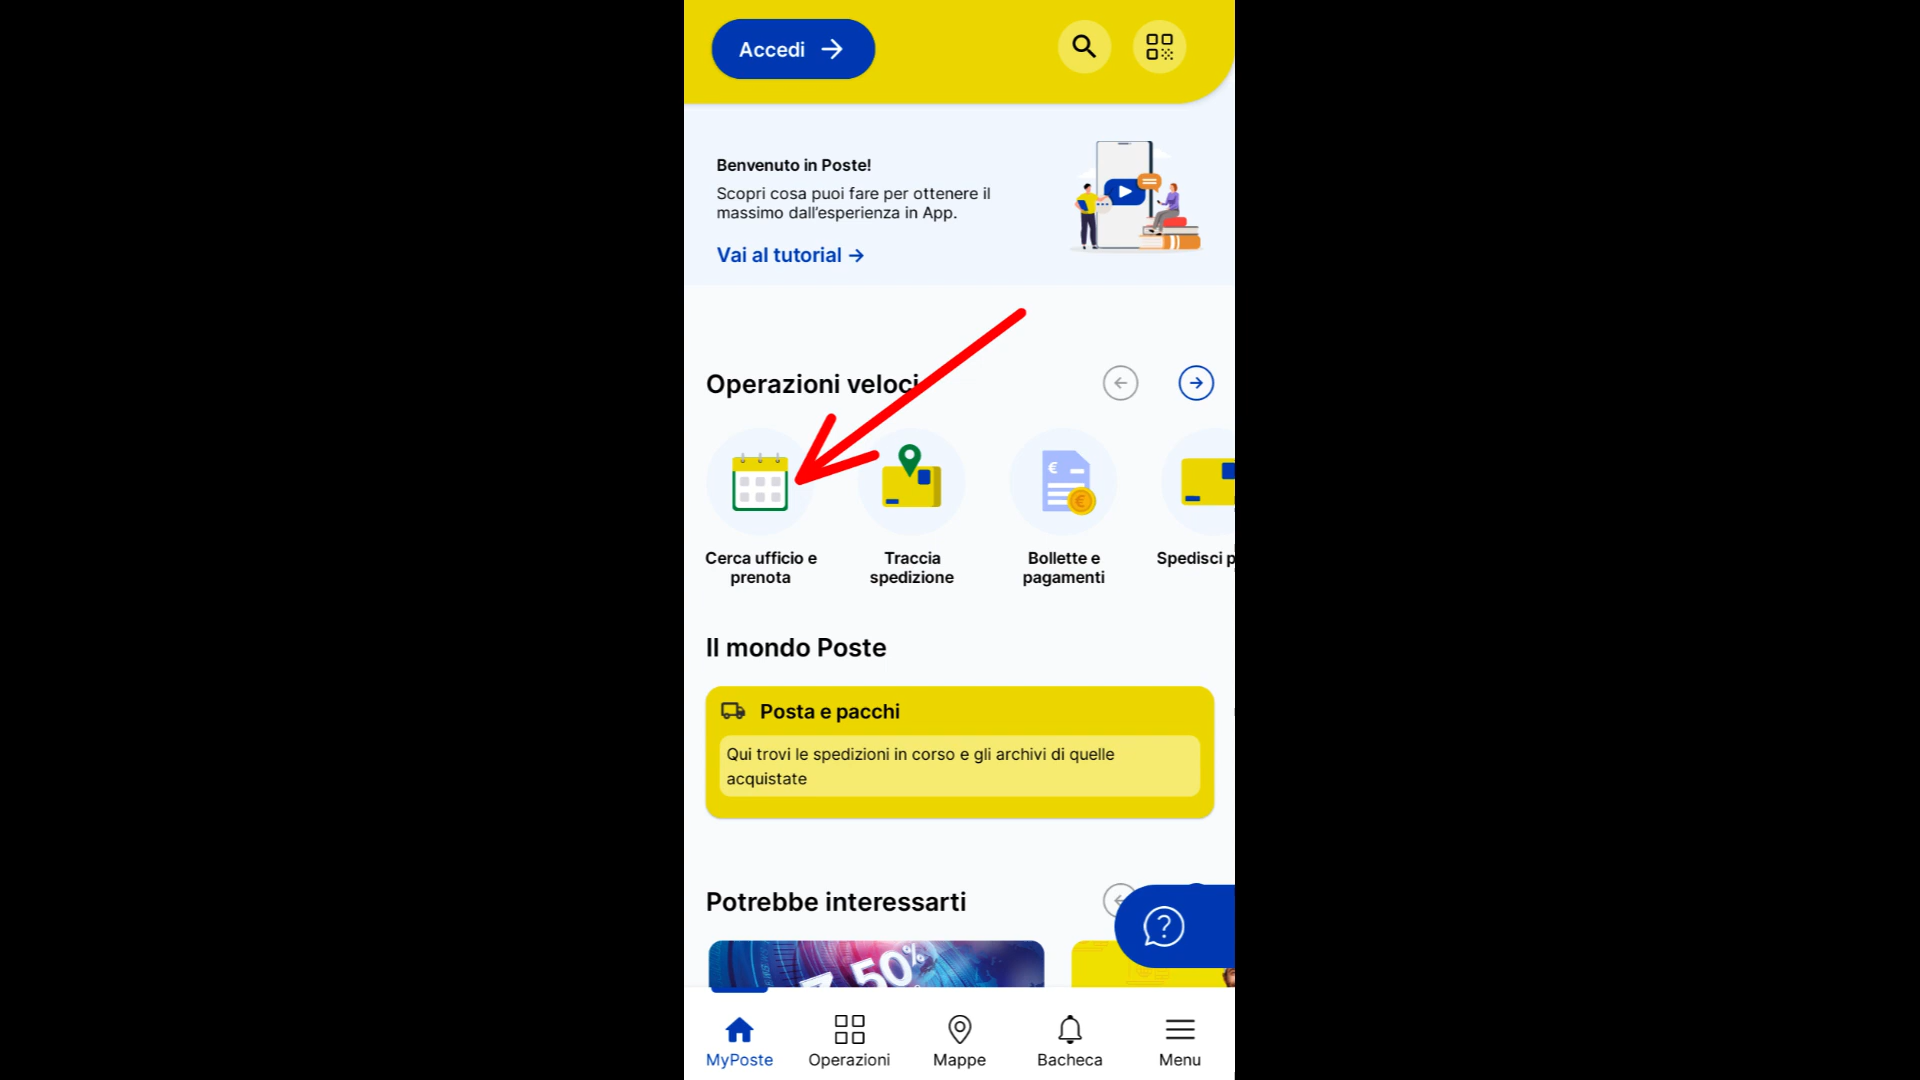 Accedi
Benvenuto in Poste!
Scopri cosa puoi fare per ottenere il
massimo dall'esperienza in App.
Vai al tutorial
Operazioni veloci
Cerca ufficio e
prenota
Traccia
spedizione
Bollette e
pagamenti
Spedisci
Il mondo Poste
Posta e pacchi
Qui trovi le spedizioni in corso e gli archivi di quelle
acquistate
Potrebbe interessarti
50%
MyPoste
Operazioni
Mappe
Bacheca
Menu